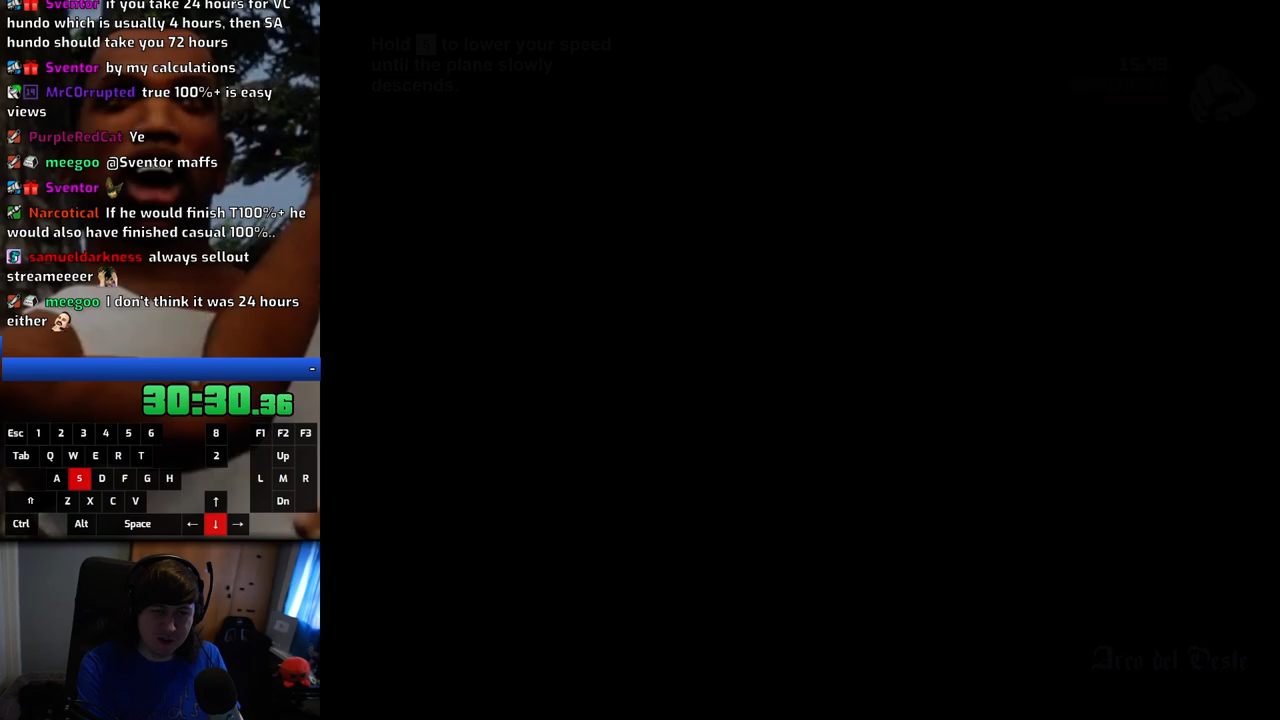 Sventor if you take 24 hours for VC
hundo which is usually 4 hours, then SA
hundo should take you 72 hours
Sventor by my calculations
19 MrC0rrupted true 100%+ is easy
views
PurpleRedCat Ye
meegoo @Sventor maffs
Sventor
Narcotical If he would finish T100%+ he
would also have finished casual 100%..
samueldarkness always sellout
streameeeer
meegoo I don't think it was 24 hours
either
-
30:30.36
Esc 1 2 3 4 5 6 8 F1 F2 F3
Tab Q W E R T 2 Up
A S D F G H L M R
⇧ Z X C V ↑ Dn
Ctrl Alt Space ← ↓ →
Hold S to lower your speed
until the plane slowly
descends.
Arco del Oeste